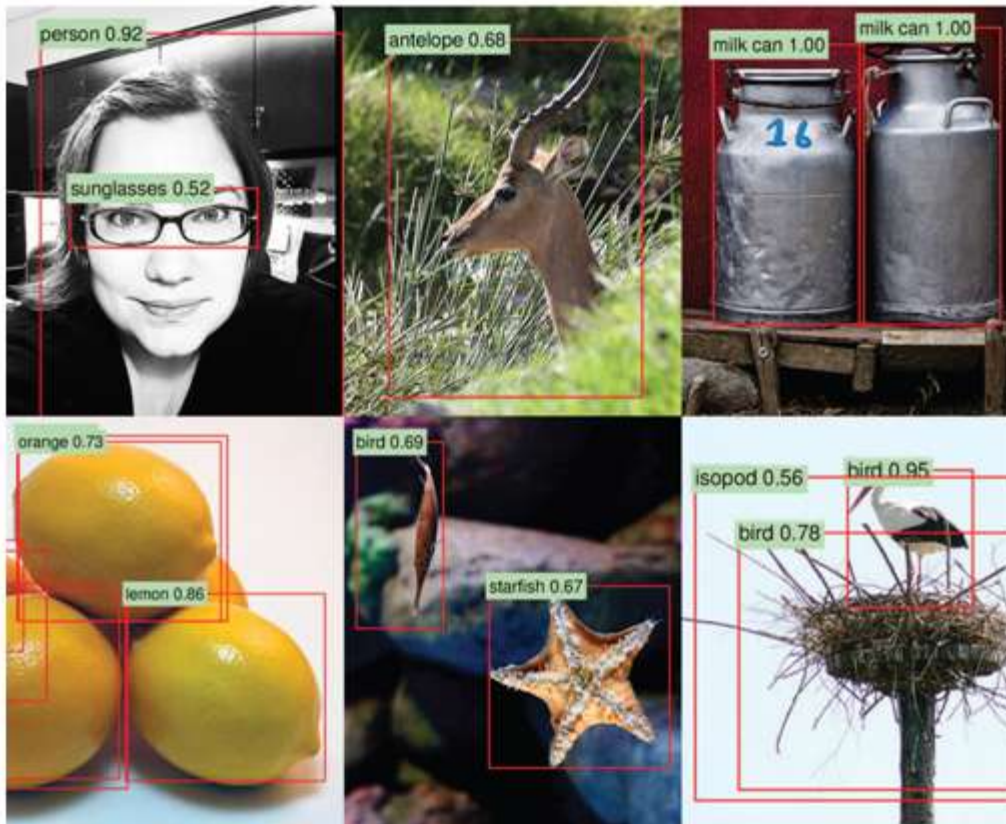 person 0.92
sunglasses 0.52
antelope 0.68
milk can 1.00
milk can 1.00
16
orange 0.73
lemon 0.86
bird 0.69
starfish 0.67
isopod 0.56
bird 0.95
bird 0.78